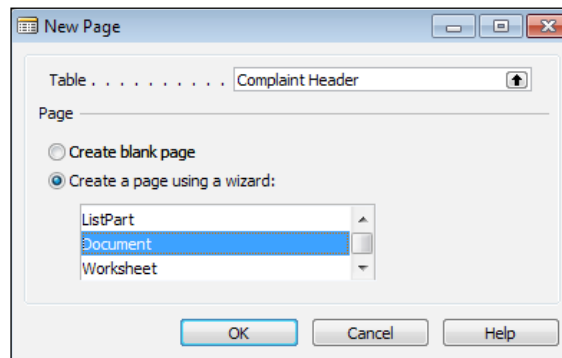 New Page
Table . . . . . . . . . . Complaint Header
Page
Create blank page
Create a page using a wizard:
ListPart
Document
Worksheet
OK Cancel Help